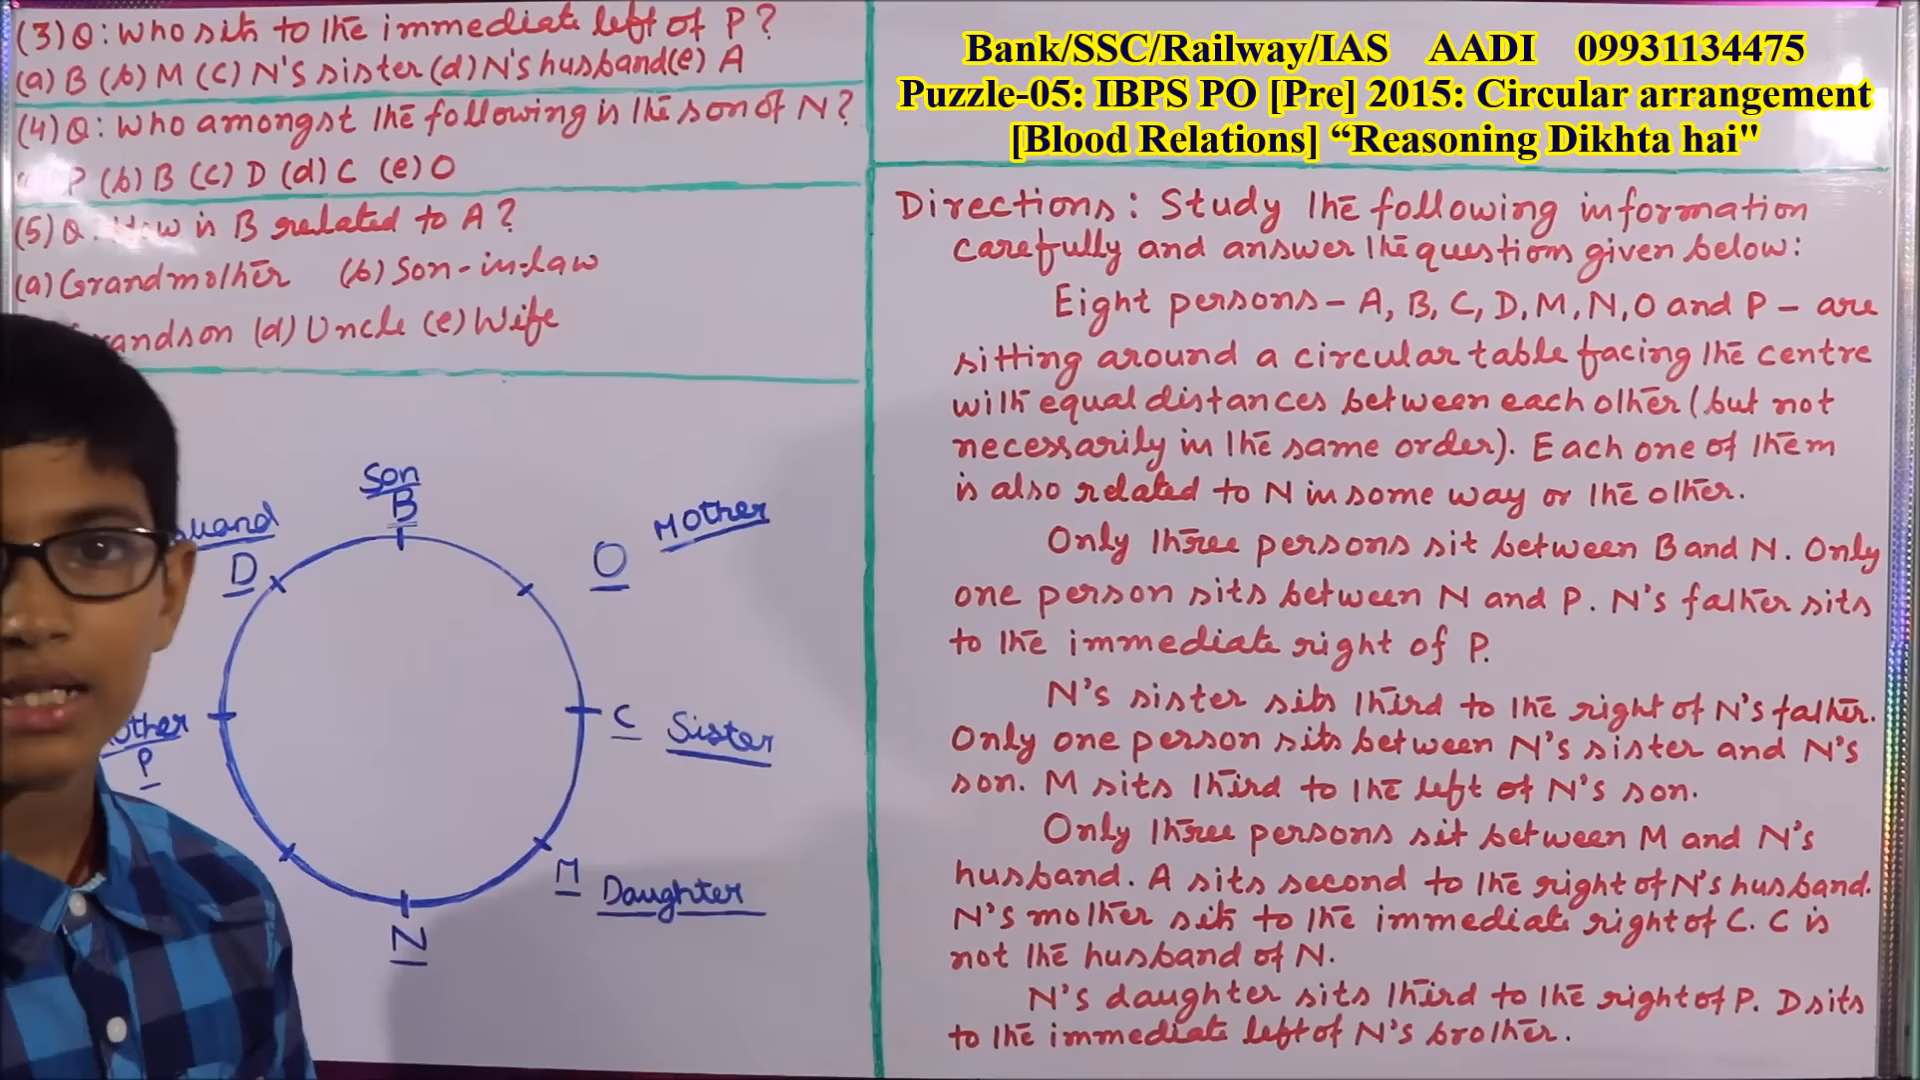 (3) Q: Who sits to the immediate left of P?
(a) B (b) M (c) N's sister (d) N's husband (e) A
(4) Q: Who amongst the following is the son of N?
P (b) B (c) D (d) C (e) O
(5) Q: How is B related to A?
(a) Grandmother (b) Son-in-law
andson (d) Uncle (e) Wife
Son
B
D
O
Mother
C Sister
P
M Daughter
N
Bank/SSC/Railway/IAS AADI 09931134475
Puzzle-05: IBPS PO [Pre] 2015: Circular arrangement
[Blood Relations] “Reasoning Dikhta hai"
Directions: Study the following information
carefully and answer the questions given below:
Eight persons - A, B, C, D, M, N, O and P - are
sitting around a circular table facing the centre
with equal distances between each other (but not
necessarily in the same order). Each one of them
is also related to N in some way or the other.
Only three persons sit between B and N. Only
one person sits between N and P. N's father sits
to the immediate right of P.
N's sister sits third to the right of N's father.
Only one person sits between N's sister and N's
son. M sits third to the left of N's son.
Only three persons sit between M and N's
husband. A sits second to the right of N's husband.
N's mother sits to the immediate right of C. C is
not the husband of N.
N's daughter sits third to the right of P. D sits
to the immediate left of N's brother.